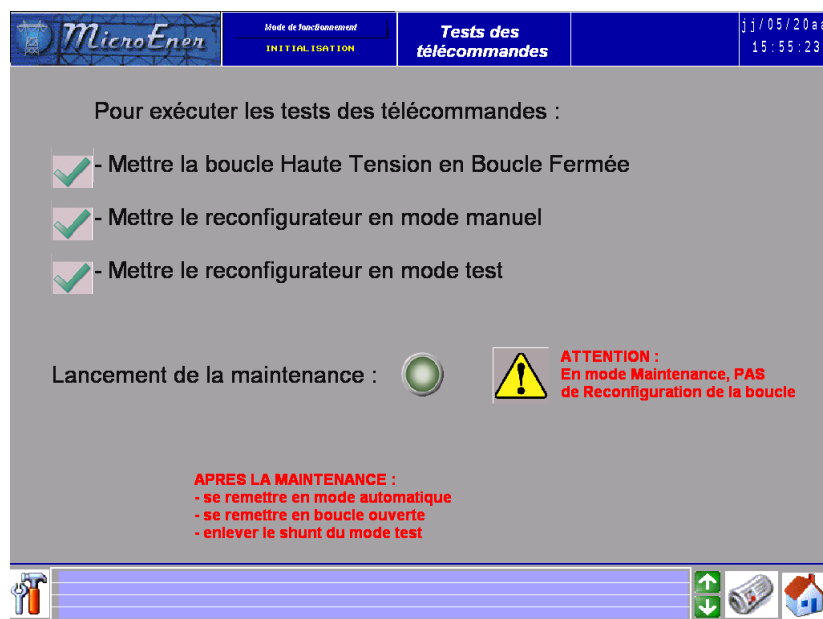 MicroEner
Mode de fonctionnement
INITIALISATION
Tests des
télécommandes
jj/05/20aa
15:55:23
Pour exécuter les tests des télécommandes :
- Mettre la boucle Haute Tension en Boucle Fermée
- Mettre le reconfigurateur en mode manuel
- Mettre le reconfigurateur en mode test
Lancement de la maintenance :
ATTENTION :
En mode Maintenance, PAS
de Reconfiguration de la boucle
APRES LA MAINTENANCE :
- se remettre en mode automatique
- se remettre en boucle ouverte
- enlever le shunt du mode test